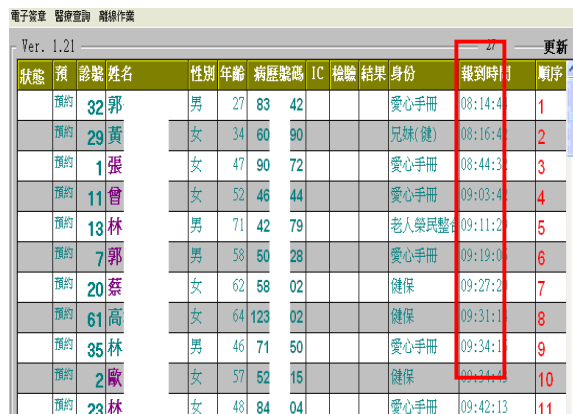 電子簽章 醫療查詢 離線作業
Ver. 1.21 27 更新
狀態 預 診號 姓名 性別 年齡 病歷號碼 IC 檢驗 結果 身份 報到時間 順序
預約 32 郭 男 27 83 42 愛心手冊 08:14:4 1
預約 29 黃 女 34 60 90 兄妹(健) 08:16:4 2
預約 1 張 女 47 90 72 愛心手冊 08:44:3 3
預約 11 曾 女 52 46 44 愛心手冊 09:03:4 4
預約 13 林 男 71 42 79 老人榮民整合 09:11:2 5
預約 7 郭 男 58 50 28 愛心手冊 09:19:0 6
預約 20 蔡 女 62 58 02 健保 09:27:2 7
預約 61 高 女 64 123 02 健保 09:31:1 8
預約 35 林 男 46 71 50 愛心手冊 09:34:1 9
預約 2 歐 女 57 52 15 健保 10
預約 23 林 女 48 84 04 愛心手冊 09:42:13 11